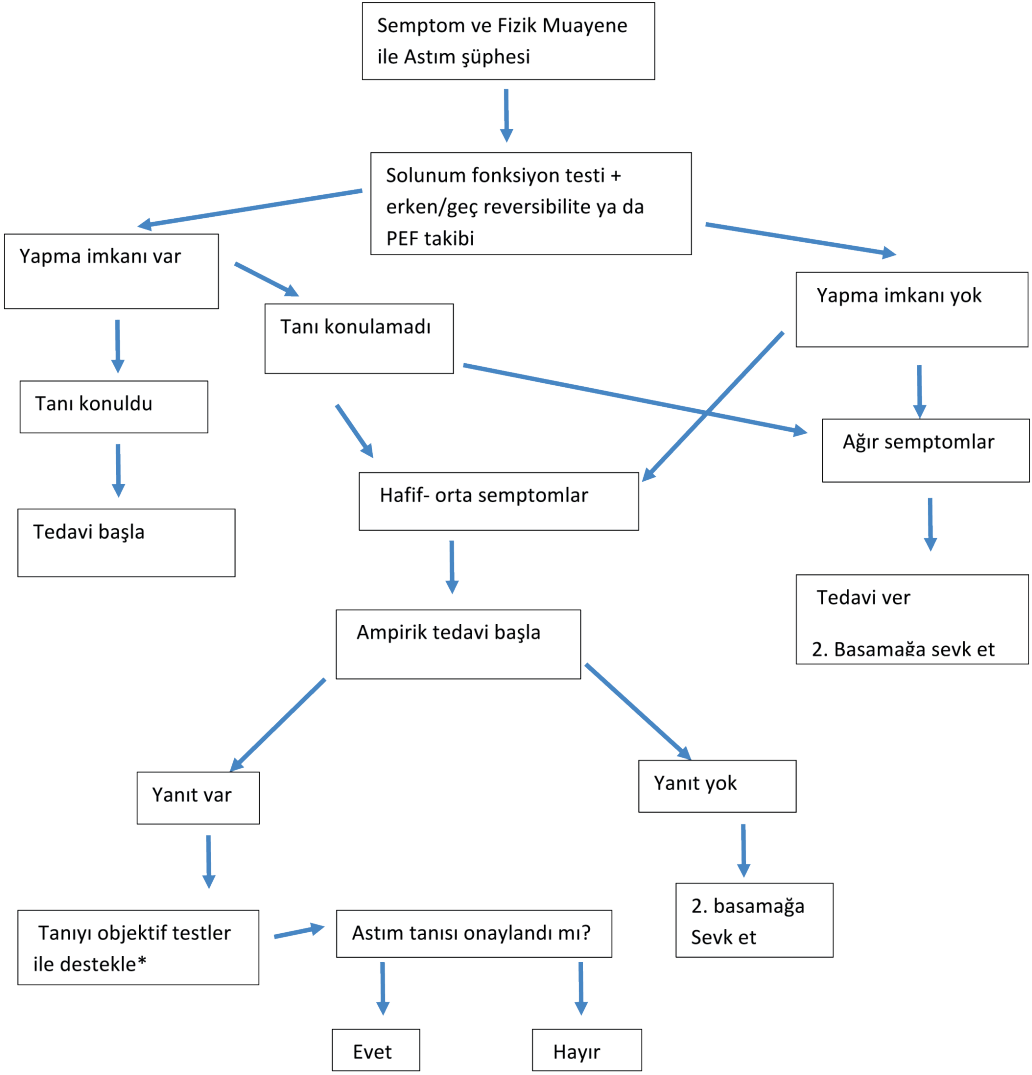 Semptom ve Fizik Muayene
ile Astım şüphesi
Solunum fonksiyon testi +
erken/geç reversibilite ya da
PEF takibi
Yapma imkanı var
Yapma imkanı yok
Tanı konulamadı
Tanı konuldu
Ağır semptomlar
Hafif- orta semptomlar
Tedavi başla
Tedavi ver
2. Basamağa sevk et
Ampirik tedavi başla
Yanıt var
Yanıt yok
2. basamağa
Sevk et
Tanıyı objektif testler
ile destekle*
Astım tanısı onaylandı mı?
Evet
Hayır